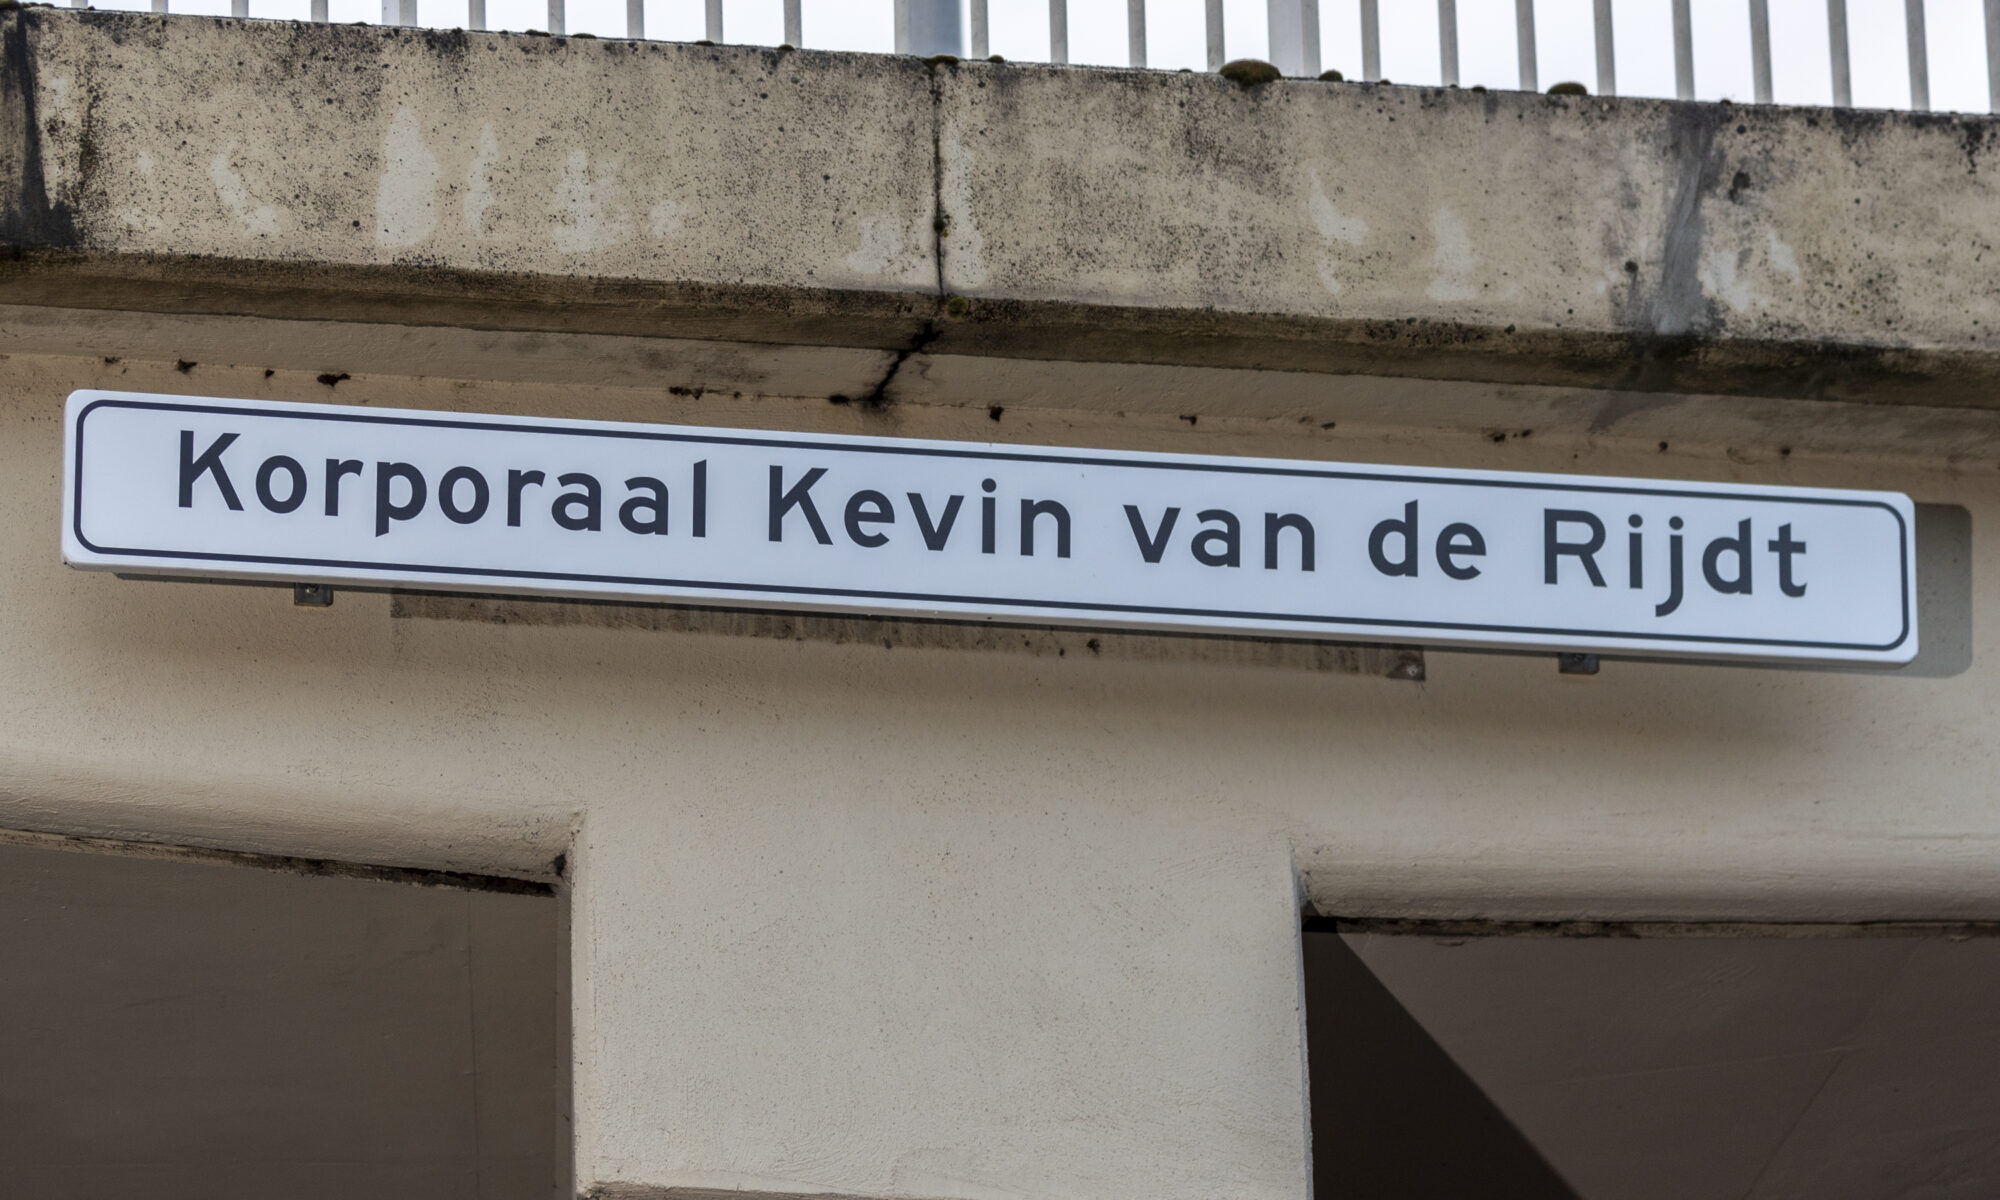 Korporaal Kevin van de Rijdt